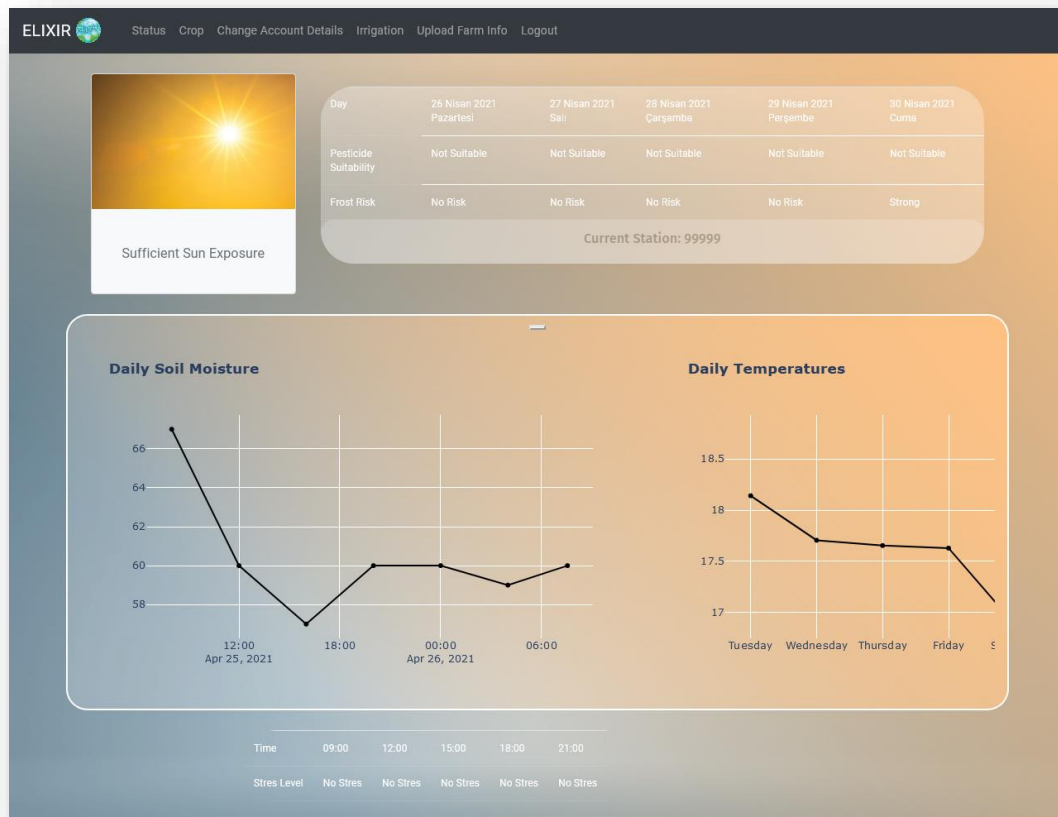 ELIXIR
Status Crop Change Account Details Irrigation Upload Farm Info Logout
Sufficient Sun Exposure
Day 26 Nisan 2021 Pazartesi 27 Nisan 2021 Salı 28 Nisan 2021 Çarşamba 29 Nisan 2021 Perşembe 30 Nisan 2021 Cuma
Pesticide Suitability Not Suitable Not Suitable Not Suitable Not Suitable Not Suitable
Frost Risk No Risk No Risk No Risk No Risk Strong
Current Station: 99999
Daily Soil Moisture
66
64
62
60
58
12:00 18:00 00:00 06:00
Apr 25, 2021 Apr 26, 2021
Daily Temperatures
18.5
18
17.5
17
Tuesday Wednesday Thursday Friday S
Time 09:00 12:00 15:00 18:00 21:00
Stres Level No Stres No Stres No Stres No Stres No Stres